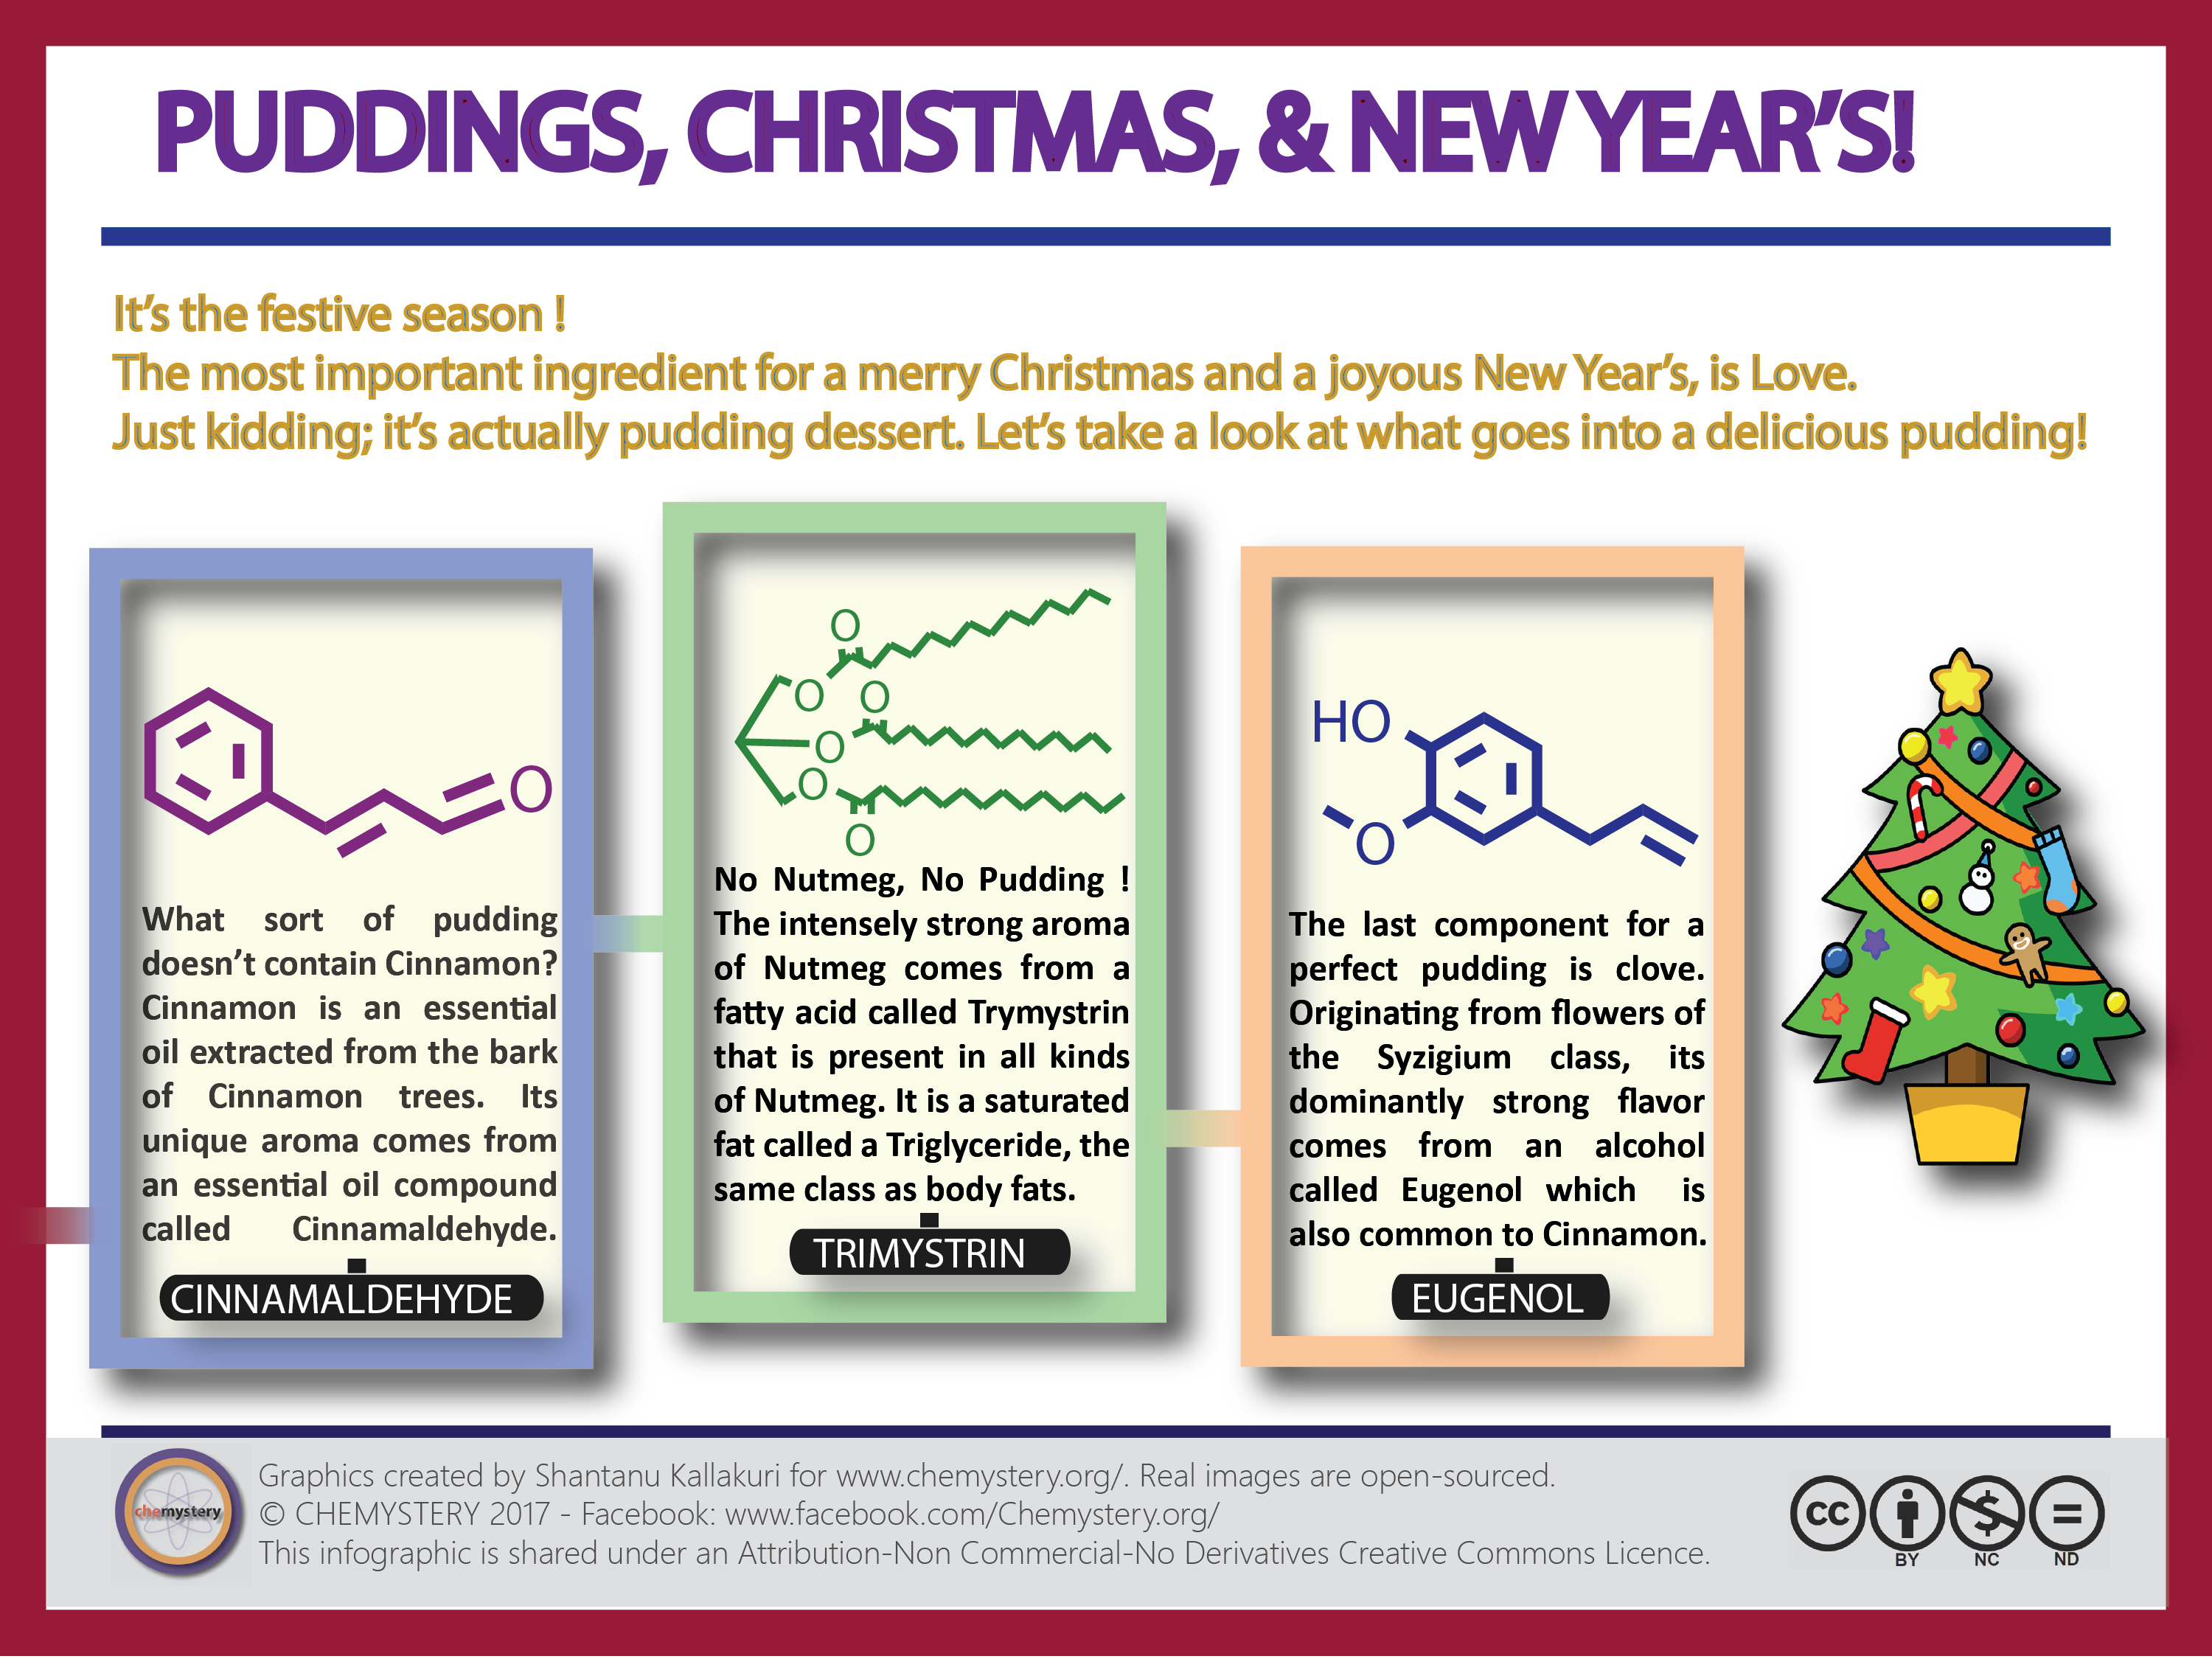 PUDDINGS, CHRISTMAS, & NEW YEAR'S!
It's the festive season !
The most important ingredient for a merry Christmas and a joyous New Year's, is Love.
Just kidding; it's actually pudding dessert. Let's take a look at what goes into a delicious pudding!
O
What sort of pudding
doesn't contain Cinnamon?
Cinnamon is an essential
oil extracted from the bark
of Cinnamon trees. Its
unique aroma comes from
an essential oil compound
called Cinnamaldehyde.
CINNAMALDEHYDE
O
O
O
O
O
O
No Nutmeg, No Pudding !
The intensely strong aroma
of Nutmeg comes from a
fatty acid called Trymystrin
that is present in all kinds
of Nutmeg. It is a saturated
fat called a Triglyceride, the
same class as body fats.
TRIMYSTRIN
HO
O
The last component for a
perfect pudding is clove.
Originating from flowers of
the Syzigium class, its
dominantly strong flavor
comes from an alcohol
called Eugenol which is
also common to Cinnamon.
EUGENOL
chemystery
Graphics created by Shantanu Kallakuri for www.chemystery.org/. Real images are open-sourced.
© CHEMYSTERY 2017 - Facebook: www.facebook.com/Chemystery.org/
This infographic is shared under an Attribution-Non Commercial-No Derivatives Creative Commons Licence.
cc $ =
BY NC ND